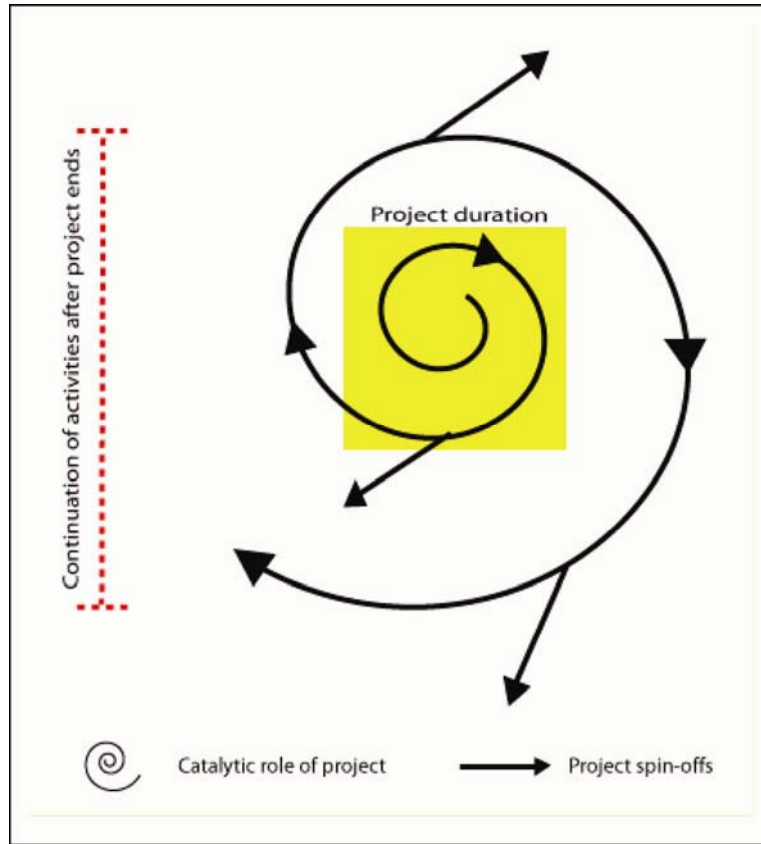 Project duration
Continuation of activities after project ends
Catalytic role of project
Project spin-offs